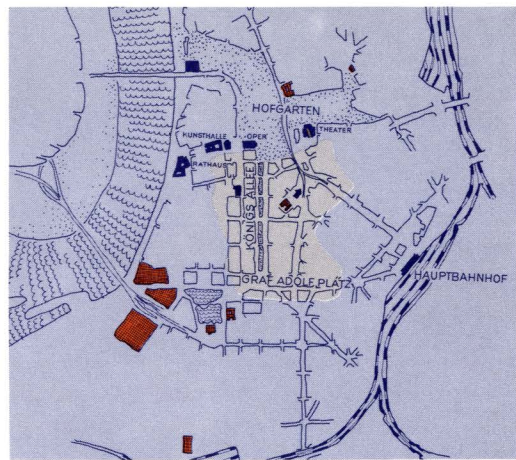 HOFGARTEN
THEATER
KUNSTHALLE
OPER
RATHAUS
KÖNIGS ALLEE
GRAF ADOLF PLATZ
HAUPTBAHNHOF